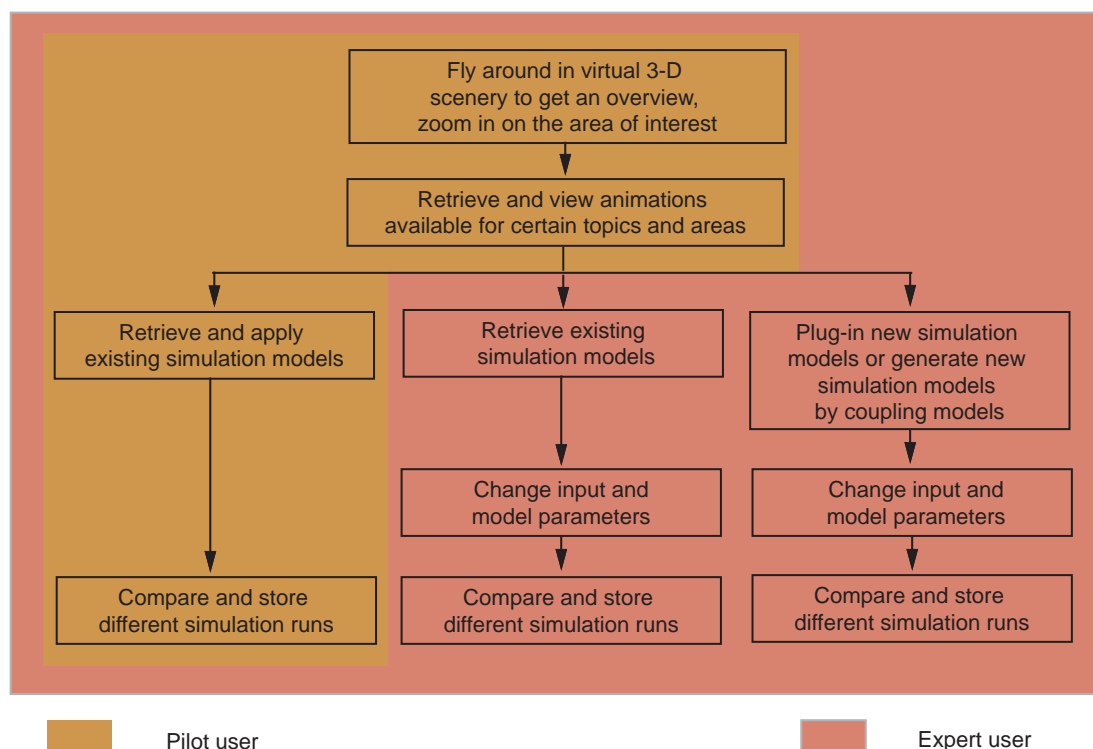 Fly around in virtual 3-D
scenery to get an overview,
zoom in on the area of interest
Retrieve and view animations
available for certain topics and areas
Retrieve and apply
existing simulation models
Retrieve existing
simulation models
Plug-in new simulation
models or generate new
simulation models
by coupling models
Change input and
model parameters
Change input and
model parameters
Compare and store
different simulation runs
Compare and store
different simulation runs
Compare and store
different simulation runs
Pilot user
Expert user